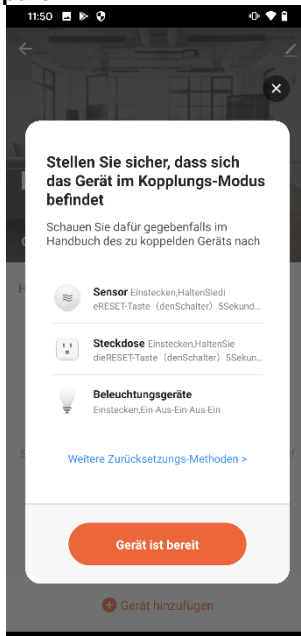 11:50
Stellen Sie sicher, dass sich
das Gerät im Kopplungs-Modus
befindet
Schauen Sie dafür gegebenfalls im
Handbuch des zu koppelden Geräts nach
Sensor Einstecken,HaltenSiedi
eRESET-Taste (denSchalter) 5Sekund...
Steckdose Einstecken,HaltenSie
dieRESET-Taste (denSchalter) 5Sekun...
Beleuchtungsgeräte
Einstecken,Ein-Aus-Ein-Aus-Ein
Weitere Zurücksetzungs-Methoden >
Gerät ist bereit
Gerät hinzufügen